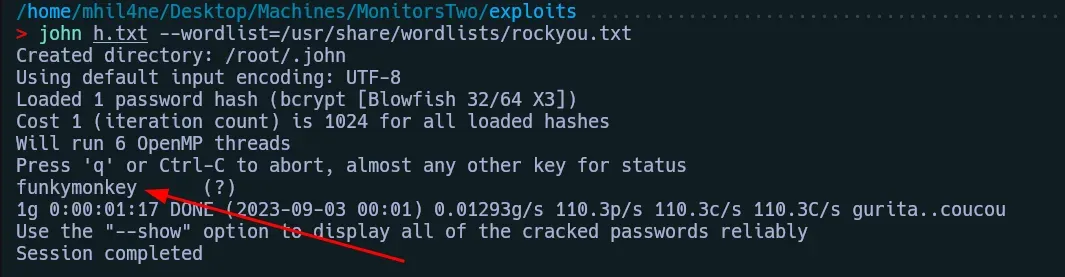 /home/mhil4ne/Desktop/Machines/MonitorsTwo/exploits
> john h.txt --wordlist=/usr/share/wordlists/rockyou.txt
Created directory: /root/.john
Using default input encoding: UTF-8
Loaded 1 password hash (bcrypt [Blowfish 32/64 X3])
Cost 1 (iteration count) is 1024 for all loaded hashes
Will run 6 OpenMP threads
Press 'q' or Ctrl-C to abort, almost any other key for status
funkymonkey      (?)
1g 0:00:01:17 DONE (2023-09-03 00:01) 0.01293g/s 110.3p/s 110.3c/s 110.3C/s gurita..coucou
Use the "--show" option to display all of the cracked passwords reliably
Session completed